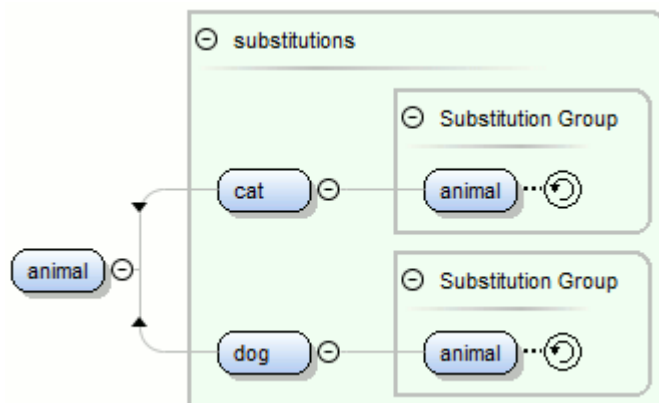 substitutions
Substitution Group
cat
animal
animal
Substitution Group
dog
animal